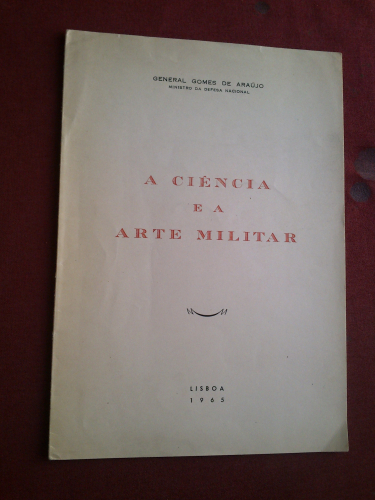 GENERAL GOMES DE ARAÚJO
MINISTRO DA DEFESA NACIONAL
A CIÊNCIA
E A
ARTE MILITAR
LISBOA
1965